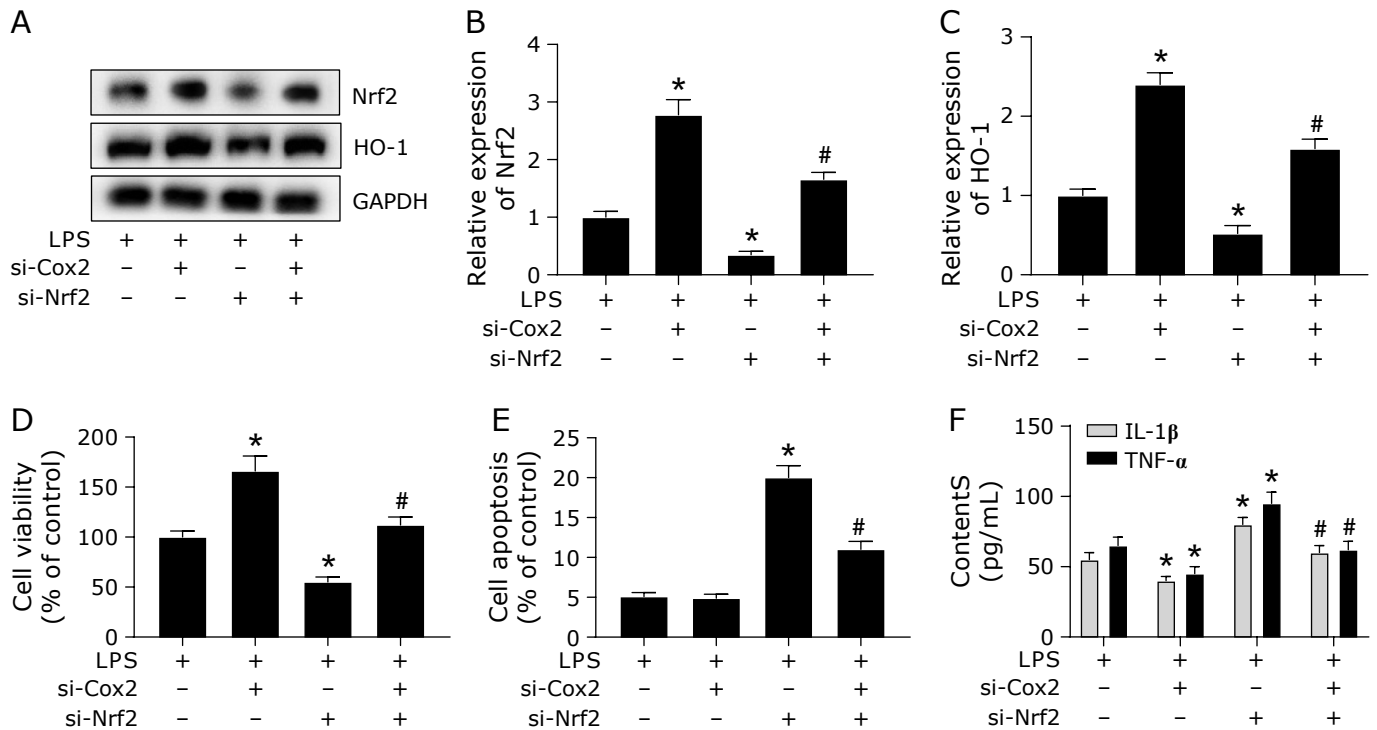 A
Nrf2
HO-1
GAPDH
LPS + + + +
si-Cox2 – + – +
si-Nrf2 – – + +
B
Relative expression
of Nrf2
4
3
2
1
0
*
*
#
LPS + + + +
si-Cox2 – + – +
si-Nrf2 – – + +
C
Relative expression
of HO-1
3
2
1
0
*
*
#
LPS + + + +
si-Cox2 – + – +
si-Nrf2 – – + +
D
Cell viability
(% of control)
200
150
100
50
0
*
*
#
LPS + + + +
si-Cox2 – + – +
si-Nrf2 – – + +
E
Cell apoptosis
(% of control)
25
20
15
10
5
0
*
#
LPS + + + +
si-Cox2 – + – +
si-Nrf2 – – + +
F
ContentS
(pg/mL)
150
100
50
0
IL-1β
TNF-α
* *
* *
# #
LPS + + + +
si-Cox2 – + – +
si-Nrf2 – – + +